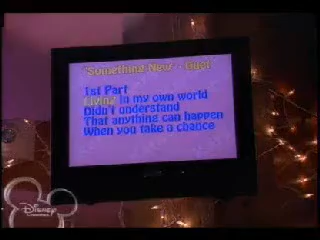 "Something New" - Duet
1st Part
Living in my own world
Didn't understand
That anything can happen
When you take a chance
Disney
CHANNEL